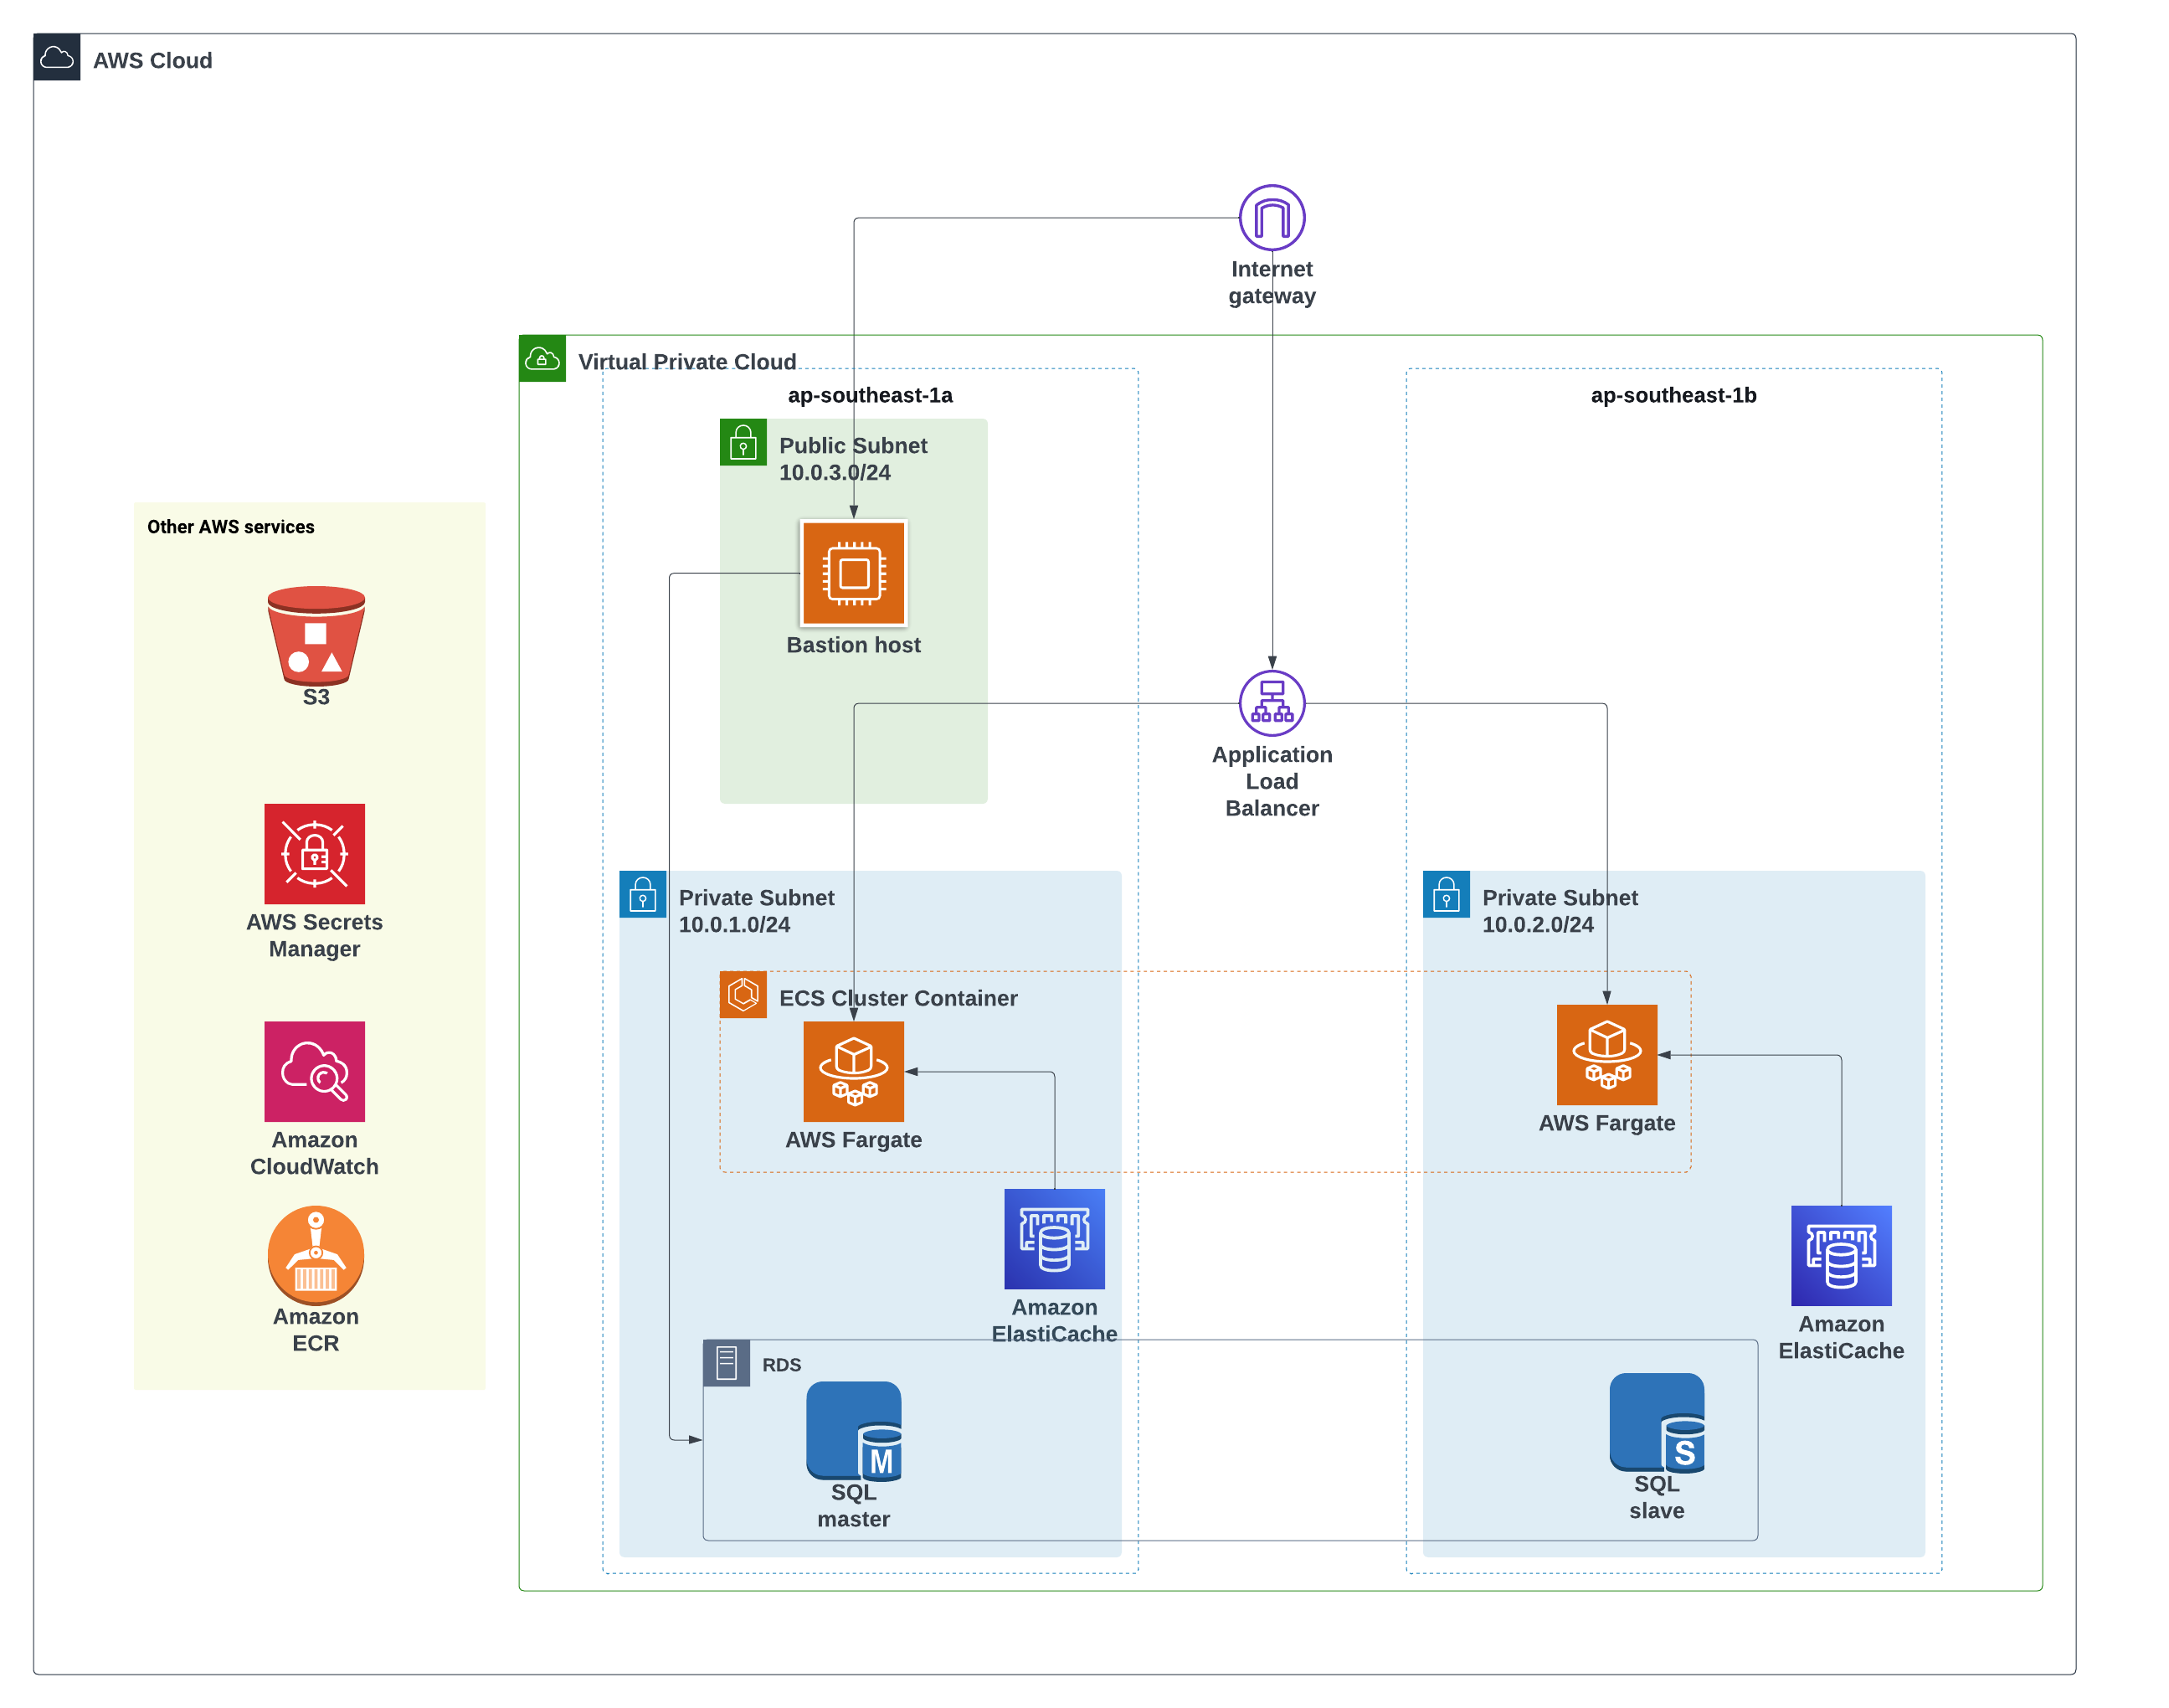 AWS Cloud
Internet
gateway
Virtual Private Cloud
ap-southeast-1a
ap-southeast-1b
Public Subnet
10.0.3.0/24
Other AWS services
Bastion host
S3
Application
Load
Balancer
Private Subnet
10.0.1.0/24
Private Subnet
10.0.2.0/24
AWS Secrets
Manager
ECS Cluster Container
AWS Fargate
AWS Fargate
Amazon
CloudWatch
Amazon
ElastiCache
Amazon
ElastiCache
Amazon
ECR
RDS
M
SQL
master
S
SQL
slave